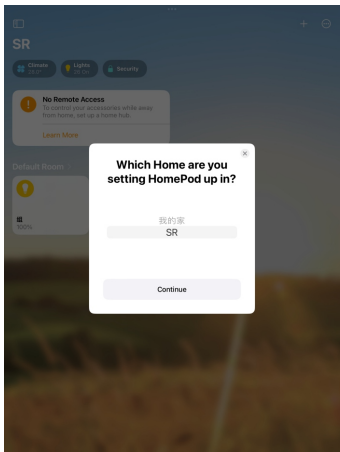 SR
Climate
Lights
Security
No Remote Access
To control your accessories while away
from home, set up a home hub.
Learn More
Default Room
100%
Which Home are you
setting HomePod up in?
我的家
SR
Continue